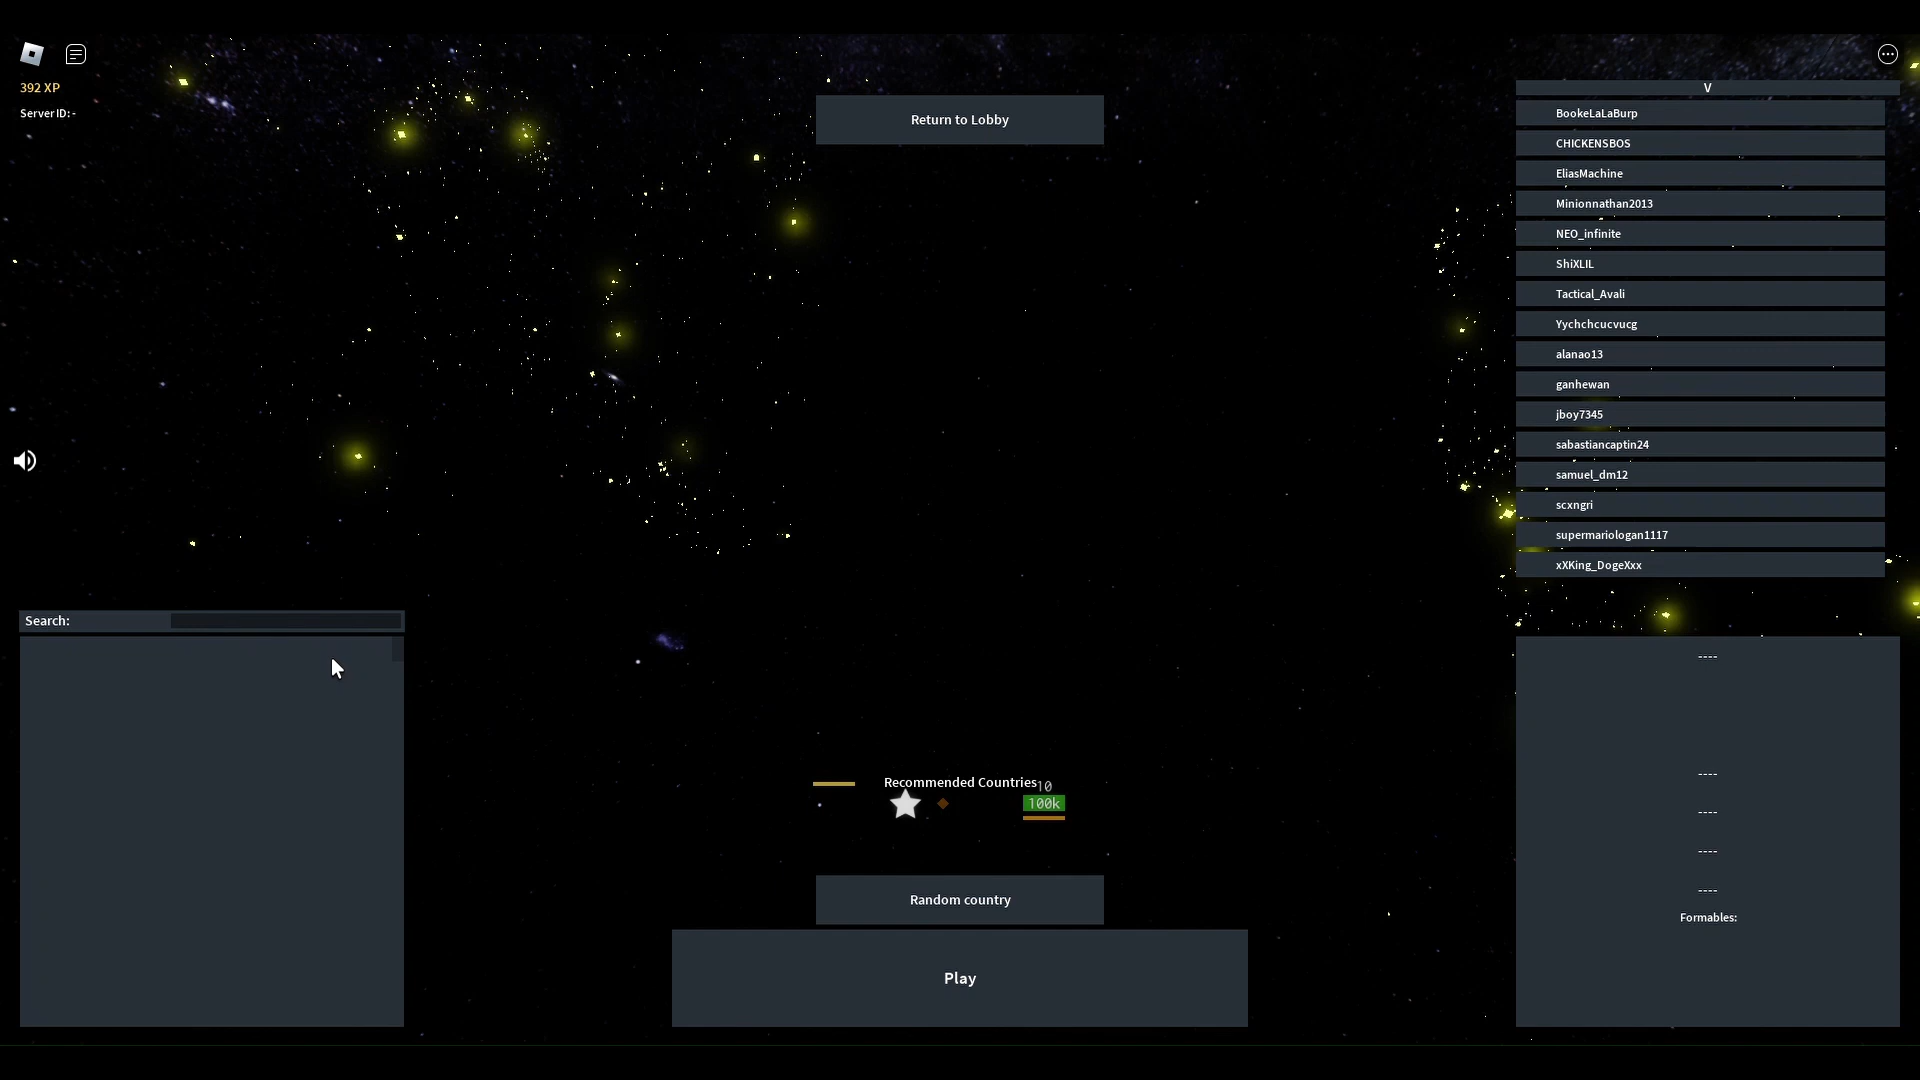 392 XP
Server ID: -
Return to Lobby
V
BookeLaLaBurp
CHICKENSBOS
EliasMachine
Minionnathan2013
NEO_infinite
ShiXLIL
Tactical_Avali
Yychchcucvucg
alanao13
ganhewan
jboy7345
sabastiancaptin24
samuel_dm12
scxngri
supermariologan1117
xXKing_DogeXxx
Search:
----
----
----
----
----
Formables:
Recommended Countries
10
100k
Random country
Play